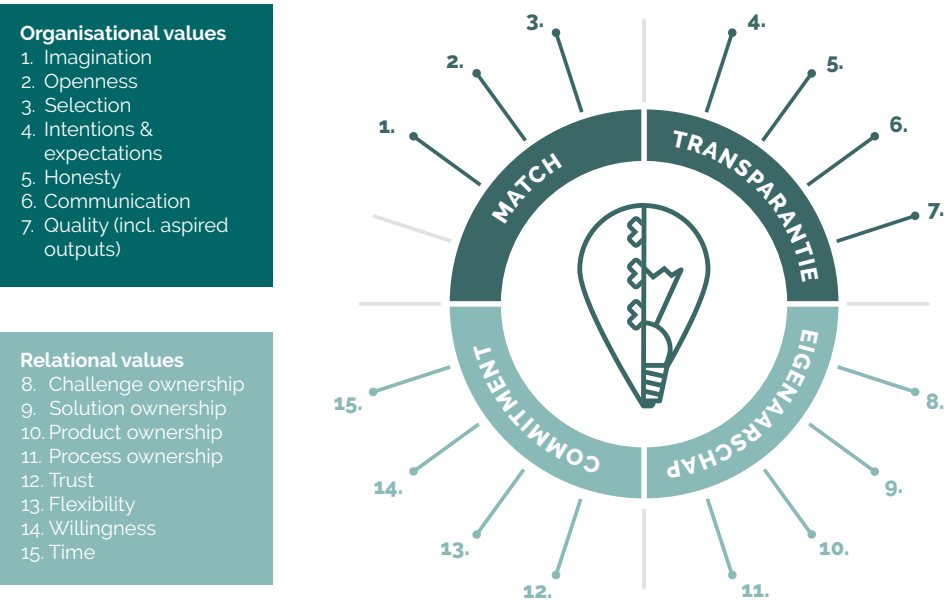 Organisational values
1. Imagination
2. Openness
3. Selection
4. Intentions &
expectations
5. Honesty
6. Communication
7. Quality (incl. aspired
outputs)
Relational values
8. Challenge ownership
9. Solution ownership
10. Product ownership
11. Process ownership
12. Trust
13. Flexibility
14. Willingness
15. Time
MATCH
TRANSPARANTIE
EIGENAARSCHAP
COMMITMENT
1.
2.
3.
4.
5.
6.
7.
8.
9.
10.
11.
12.
13.
14.
15.